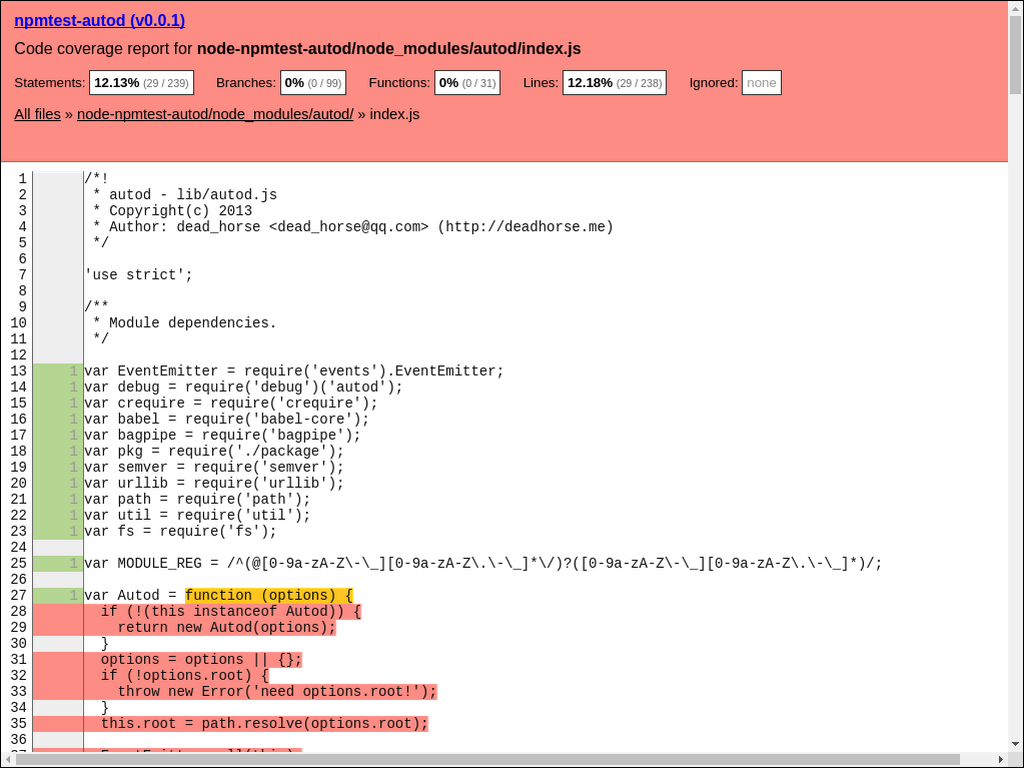 npmtest-autod (v0.0.1)
Code coverage report for node-npmtest-autod/node_modules/autod/index.js
Statements: 12.13% (29 / 239) Branches: 0% (0 / 99) Functions: 0% (0 / 31) Lines: 12.18% (29 / 238) Ignored: none
All files » node-npmtest-autod/node_modules/autod/ » index.js
1 /*!
2  * autod - lib/autod.js
3  * Copyright(c) 2013
4  * Author: dead_horse <dead_horse@qq.com> (http://deadhorse.me)
5  */
6
7 'use strict';
8
9 /**
10  * Module dependencies.
11  */
12
13 1 var EventEmitter = require('events').EventEmitter;
14 1 var debug = require('debug')('autod');
15 1 var crequire = require('crequire');
16 1 var babel = require('babel-core');
17 1 var bagpipe = require('bagpipe');
18 1 var pkg = require('./package');
19 1 var semver = require('semver');
20 1 var urllib = require('urllib');
21 1 var path = require('path');
22 1 var util = require('util');
23 1 var fs = require('fs');
24
25 1 var MODULE_REG = /^(@[0-9a-zA-Z\-\_][0-9a-zA-Z\.\-\_]*\/)?([0-9a-zA-Z\-\_][0-9a-zA-Z\.\-\_]*)/;
26
27 1 var Autod = function (options) {
28   if (!(this instanceof Autod)) {
29     return new Autod(options);
30   }
31   options = options || {};
32   if (!options.root) {
33     throw new Error('need options.root!');
34   }
35   this.root = path.resolve(options.root);
36